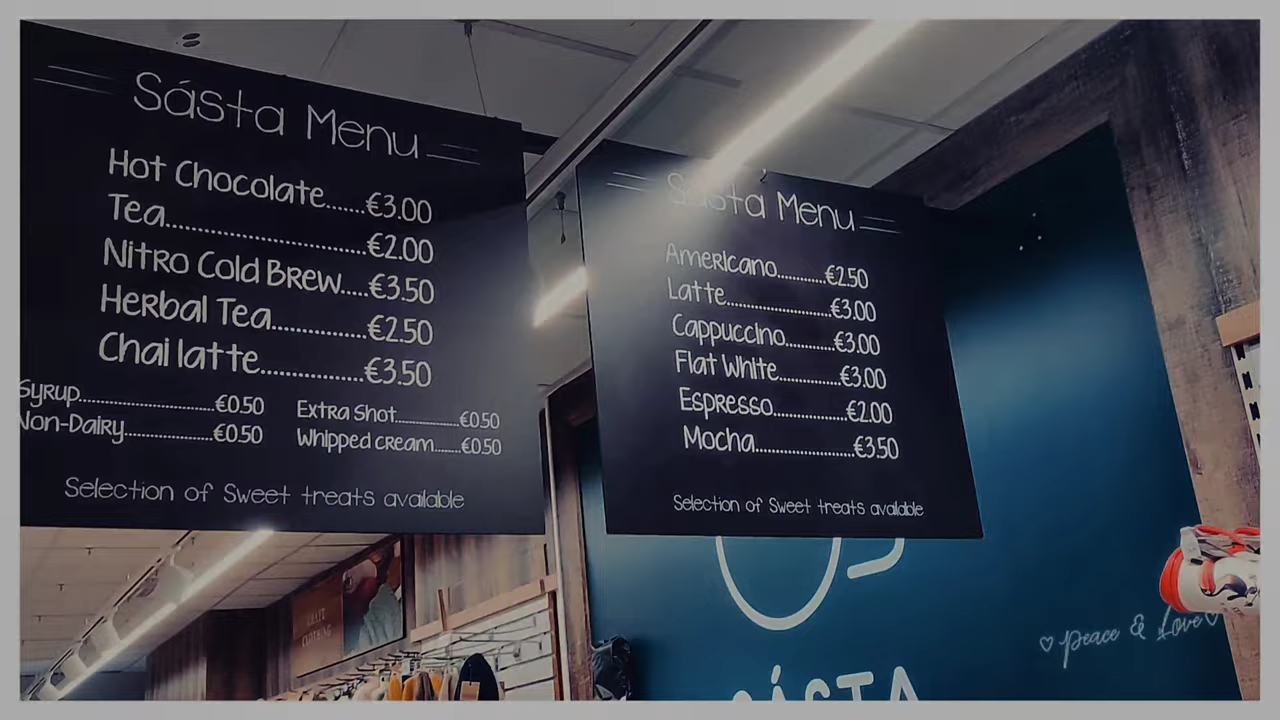 Sásta Menu
Hot Chocolate.......€3.00
Tea..............................€2.00
Nitro Cold Brew....€3.50
Herbal Tea..............€2.50
Chai latte...............€3.50
Syrup.......................€0.50
Non-Dairy...............€0.50
Extra Shot................€0.50
Whipped cream.......€0.50
Selection of Sweet treats available
Sásta Menu
Americano..........€2.50
Latte.....................€3.00
Cappuccino.........€3.00
Flat White.............€3.00
Espresso...............€2.00
Mocha....................€3.50
Selection of Sweet treats available
CRAFT
CLOTHING
SÁSTA
Peace & Love